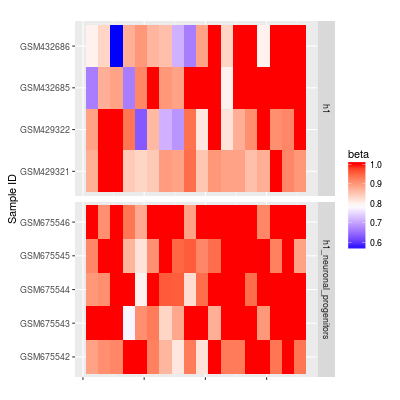 GSM432686
GSM432685
GSM429322
GSM429321
h1
GSM675546
GSM675545
GSM675544
GSM675543
GSM675542
h1_neuronal_progenitors
Sample ID
beta
1.0
0.9
0.8
0.7
0.6